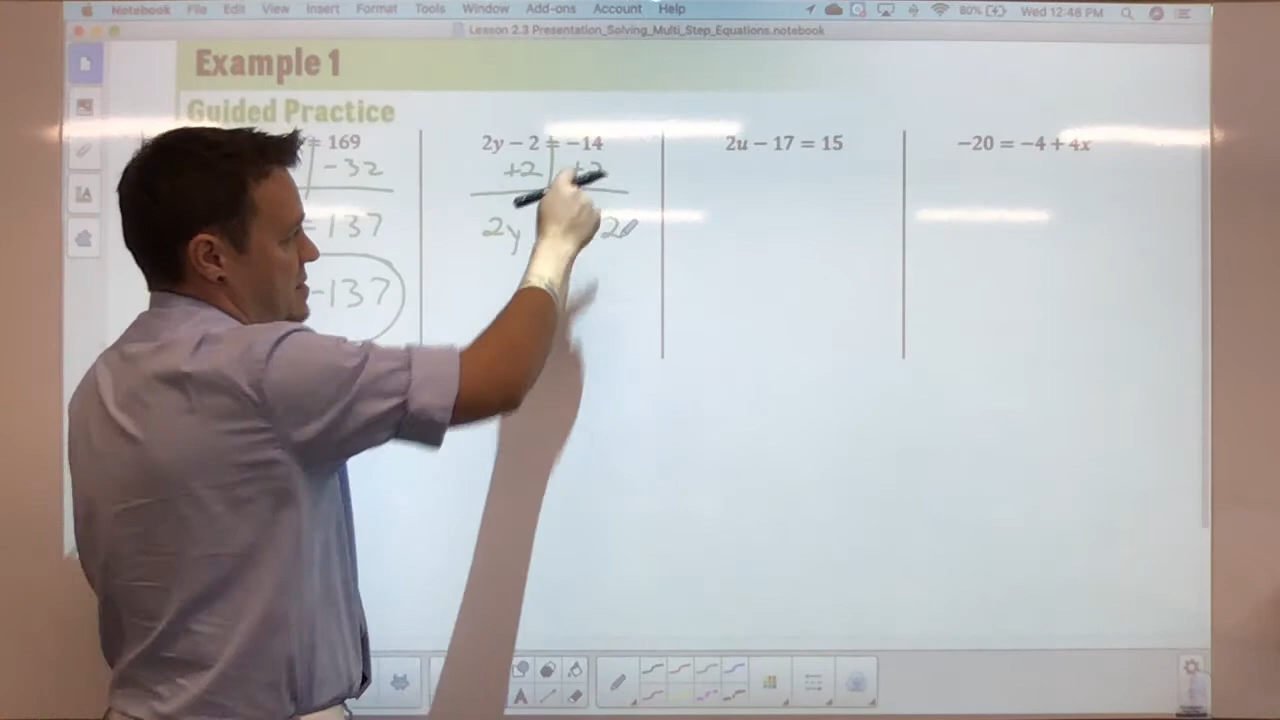 Notebook File Edit View Insert Format Tools Window Add-ons Account Help 80% Wed 12:46 PM
Lesson 2.3 Presentation_Solving_Multi_Step_Equations.notebook
Example 1
Guided Practice
= 169
-32
= 137
-137
2y − 2 = −14
+2 +2
2y
2u − 17 = 15
−20 = −4 + 4x